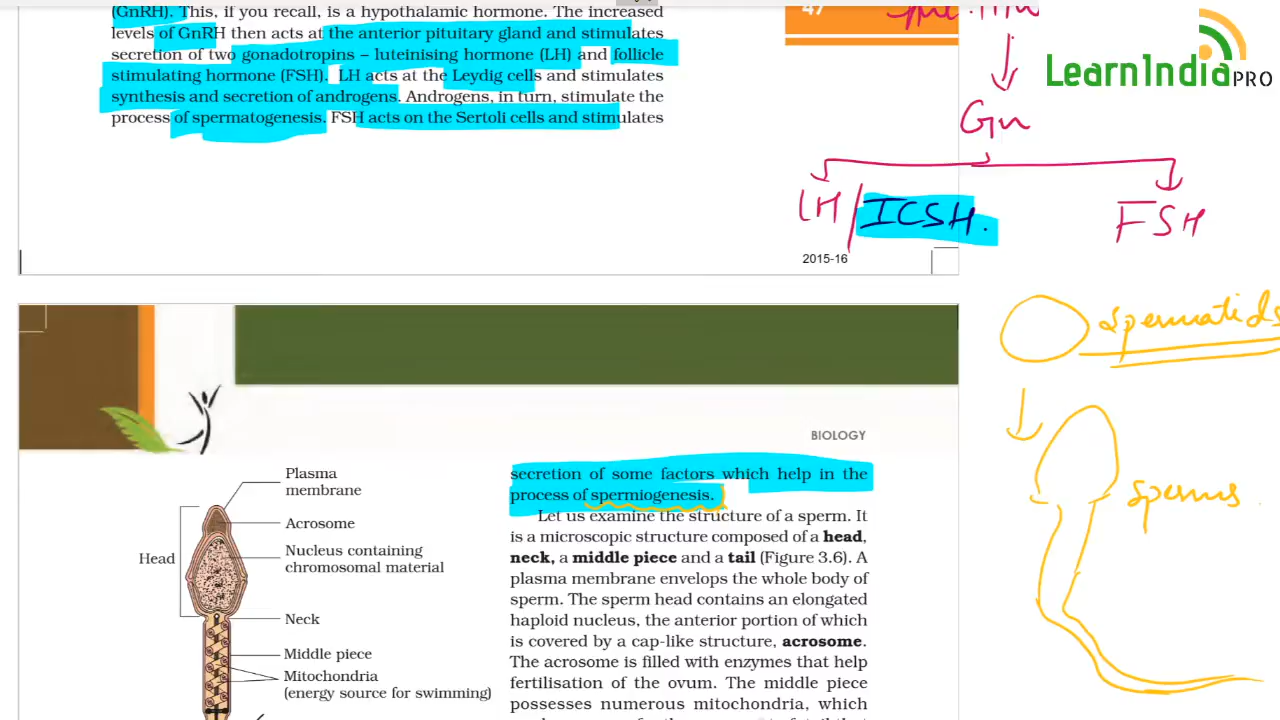 (GnRH). This, if you recall, is a hypothalamic hormone. The increased
levels of GnRH then acts at the anterior pituitary gland and stimulates
secretion of two gonadotropins – luteinising hormone (LH) and follicle
stimulating hormone (FSH). LH acts at the Leydig cells and stimulates
synthesis and secretion of androgens. Androgens, in turn, stimulate the
process of spermatogenesis. FSH acts on the Sertoli cells and stimulates
47
LearnIndia PRO
Gn
LH/ICSH.
FSH
2015-16
spermatids
BIOLOGY
Plasma
membrane
Acrosome
Head
Nucleus containing
chromosomal material
Neck
Middle piece
Mitochondria
(energy source for swimming)
secretion of some factors which help in the
process of spermiogenesis.
Let us examine the structure of a sperm. It
is a microscopic structure composed of a head,
neck, a middle piece and a tail (Figure 3.6). A
plasma membrane envelops the whole body of
sperm. The sperm head contains an elongated
haploid nucleus, the anterior portion of which
is covered by a cap-like structure, acrosome.
The acrosome is filled with enzymes that help
fertilisation of the ovum. The middle piece
possesses numerous mitochondria, which
sperms.